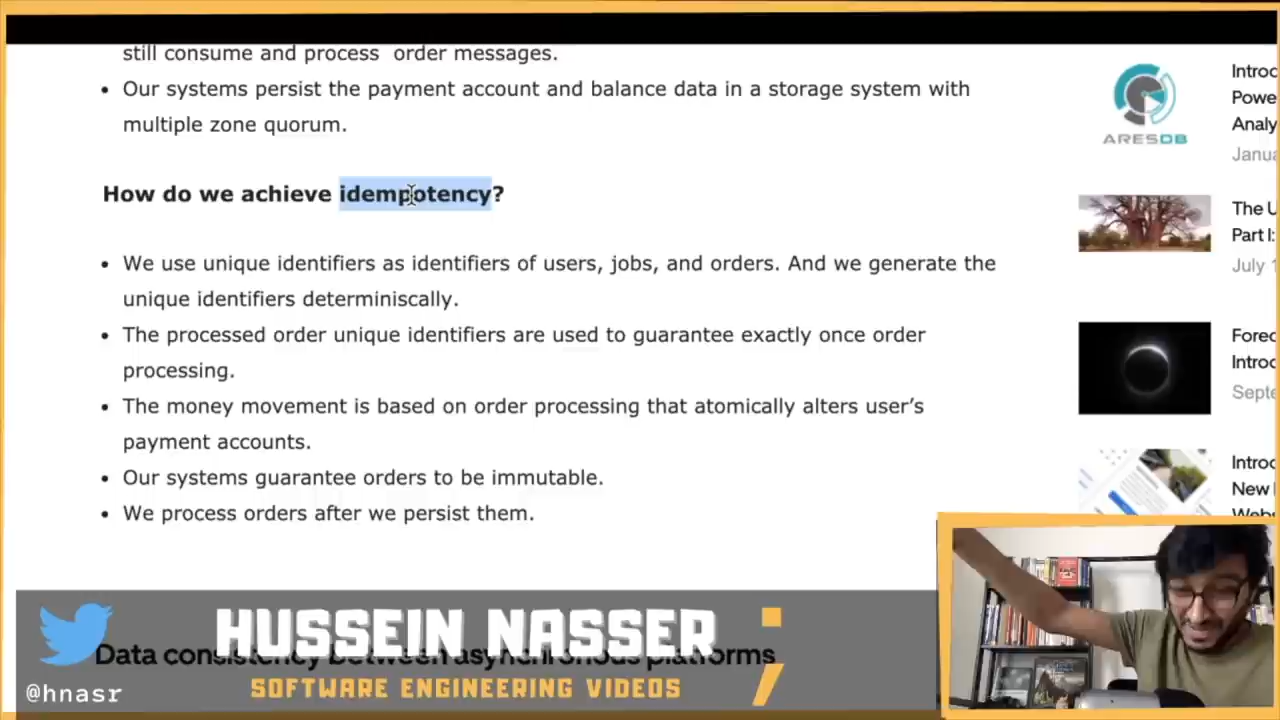 still consume and process order messages.
• Our systems persist the payment account and balance data in a storage system with
multiple zone quorum.
How do we achieve idempotency?
• We use unique identifiers as identifiers of users, jobs, and orders. And we generate the
unique identifiers determiniscally.
• The processed order unique identifiers are used to guarantee exactly once order
processing.
• The money movement is based on order processing that atomically alters user’s
payment accounts.
• Our systems guarantee orders to be immutable.
• We process orders after we persist them.
Data consistency between asynchronous platforms
ARESDB
Introd
Powe
Analy
Janua
The U
Part I:
July 1
Forec
Introd
Septe
Introd
New
HUSSEIN NASSER ;
SOFTWARE ENGINEERING VIDEOS
@hnasr